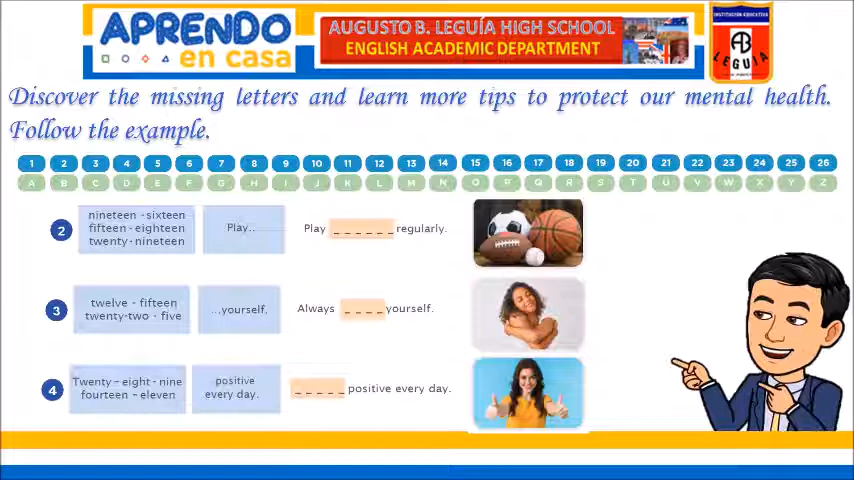 APRENDO
en casa
AUGUSTO B. LEGUÍA HIGH SCHOOL
ENGLISH ACADEMIC DEPARTMENT
INSTITUCIÓN EDUCATIVA
AB
LEGUIA
Discover the missing letters and learn more tips to protect our mental health.
Follow the example.
1 2 3 4 5 6 7 8 9 10 11 12 13 14 15 16 17 18 19 20 21 22 23 24 25 26
A B C D E F G H I J K L M N O P Q R S T U V W X Y Z
2
nineteen - sixteen
fifteen - eighteen
twenty - nineteen
Play..
Play _ _ _ _ _ _ regularly.
3
twelve - fifteen
twenty-two - five
...yourself.
Always _ _ _ _ yourself.
4
Twenty - eight - nine
fourteen - eleven
positive
every day.
_ _ _ _ _ positive every day.